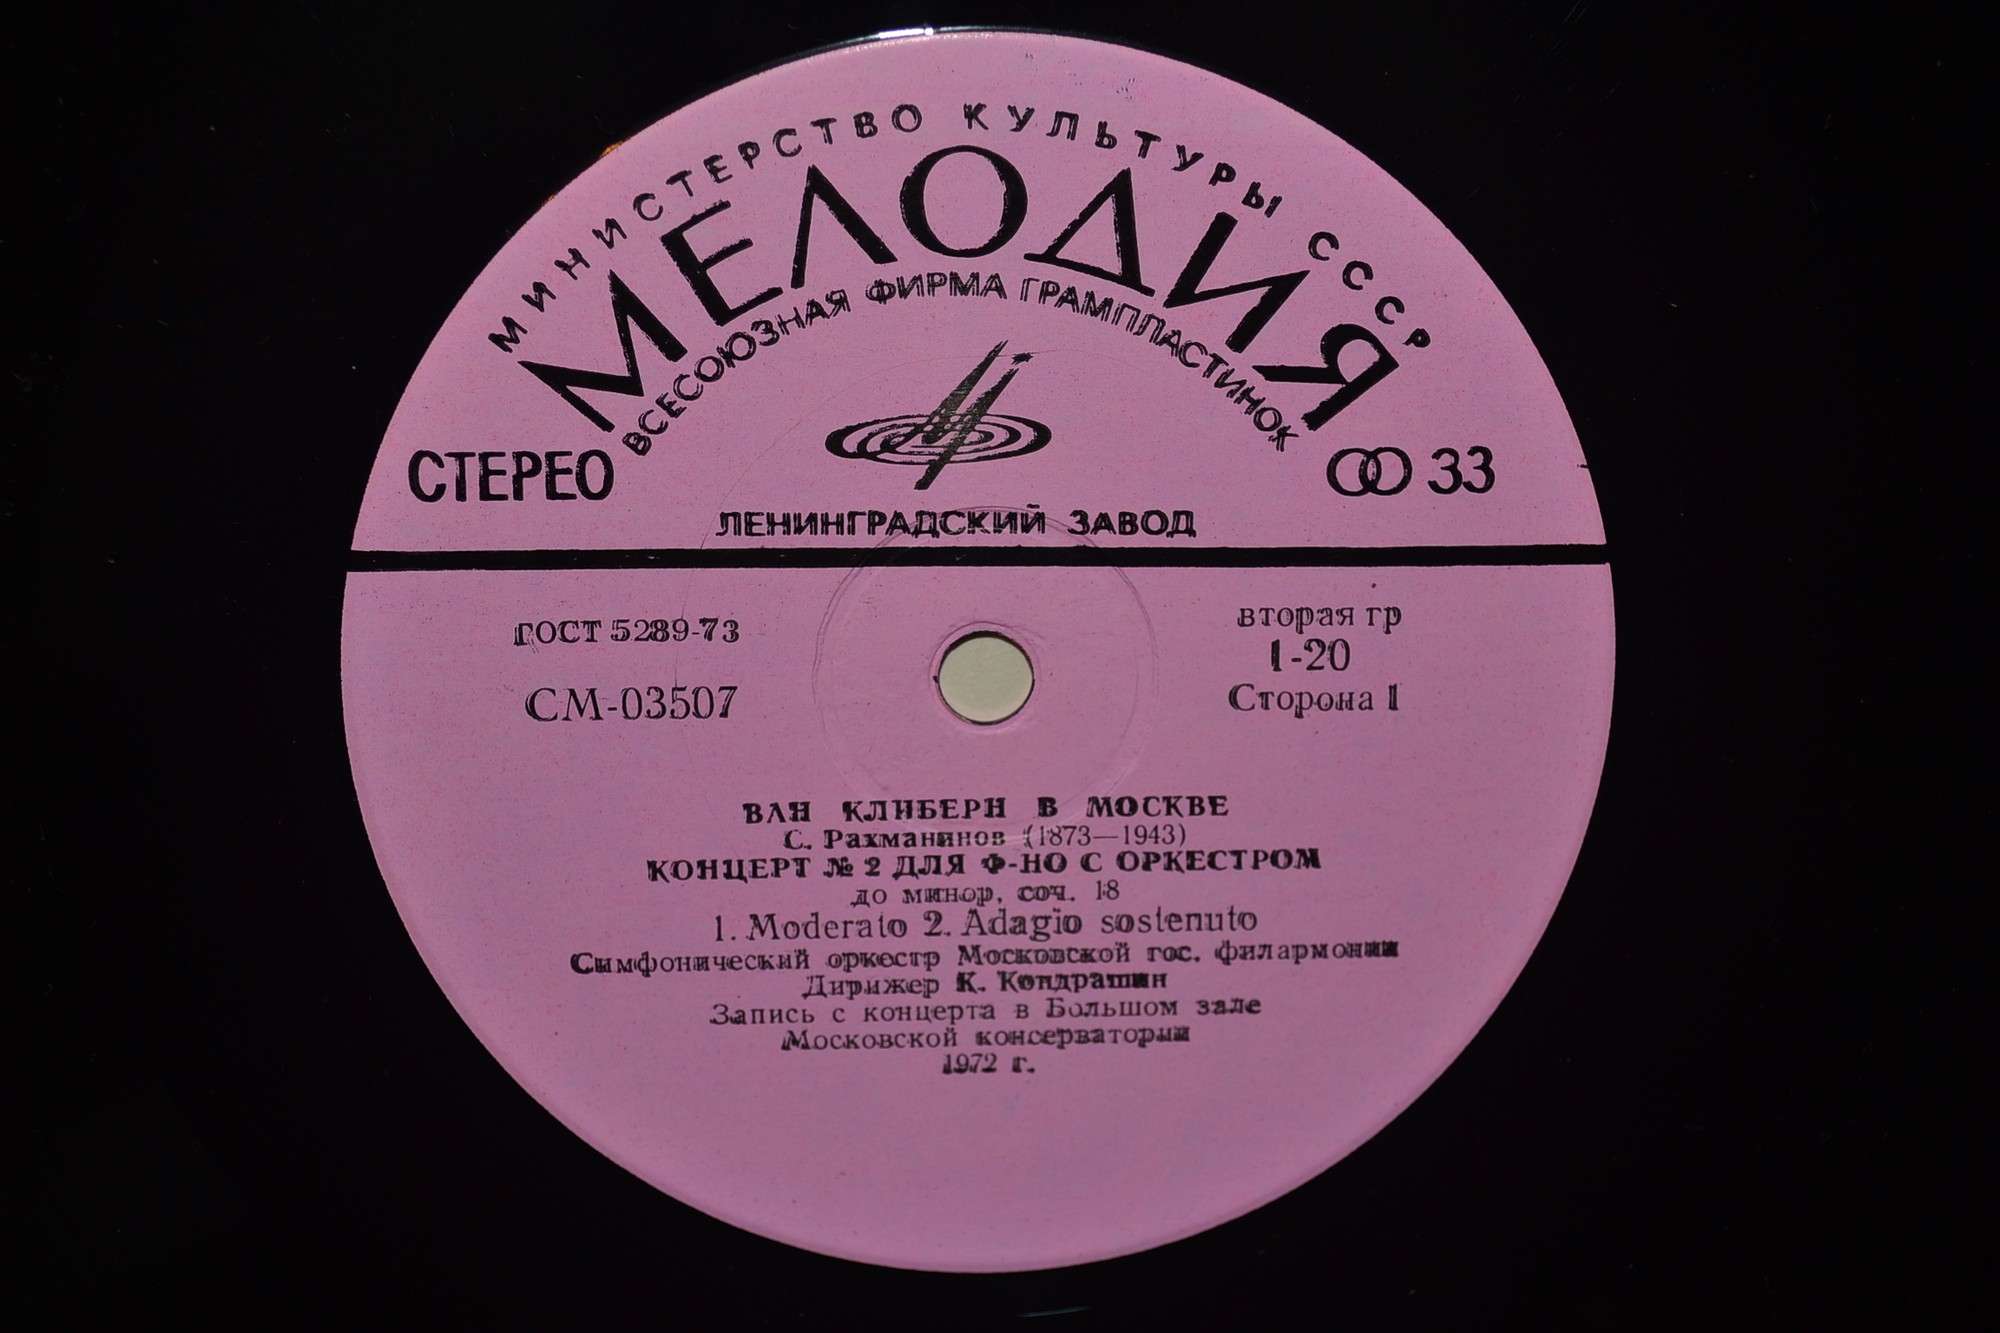 МИНИСТЕРСТВО КУЛЬТУРЫ СССР
МЕЛОДИЯ
ВСЕСОЮЗНАЯ ФИРМА ГРАМПЛАСТИНОК
СТЕРЕО
33
ЛЕНИНГРАДСКИЙ ЗАВОД
ГОСТ 5289-73
СМ-03507
вторая гр
1-20
Сторона 1
ВАН КЛИБЕРН В МОСКВЕ
С. Рахманинов (1873—1943)
КОНЦЕРТ № 2 ДЛЯ Ф-НО С ОРКЕСТРОМ
до минор, соч. 18
1. Moderato 2. Adagio sostenuto
Симфонический оркестр Московской гос. филармонии
Дирижер К. Кондрашин
Запись с концерта в Большом зале
Московской консерватории
1972 г.